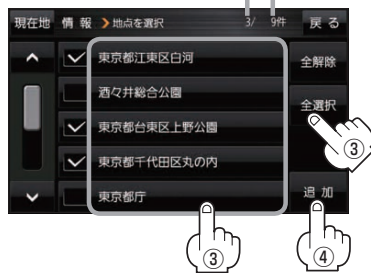 現在地 情 報 ＞地点を選択 3/ 9件 戻 る
東京都江東区白河 全解除
酒々井総合公園
全選択
東京都台東区上野公園
③
東京都千代田区丸の内
東京都庁 追 加
③ ④